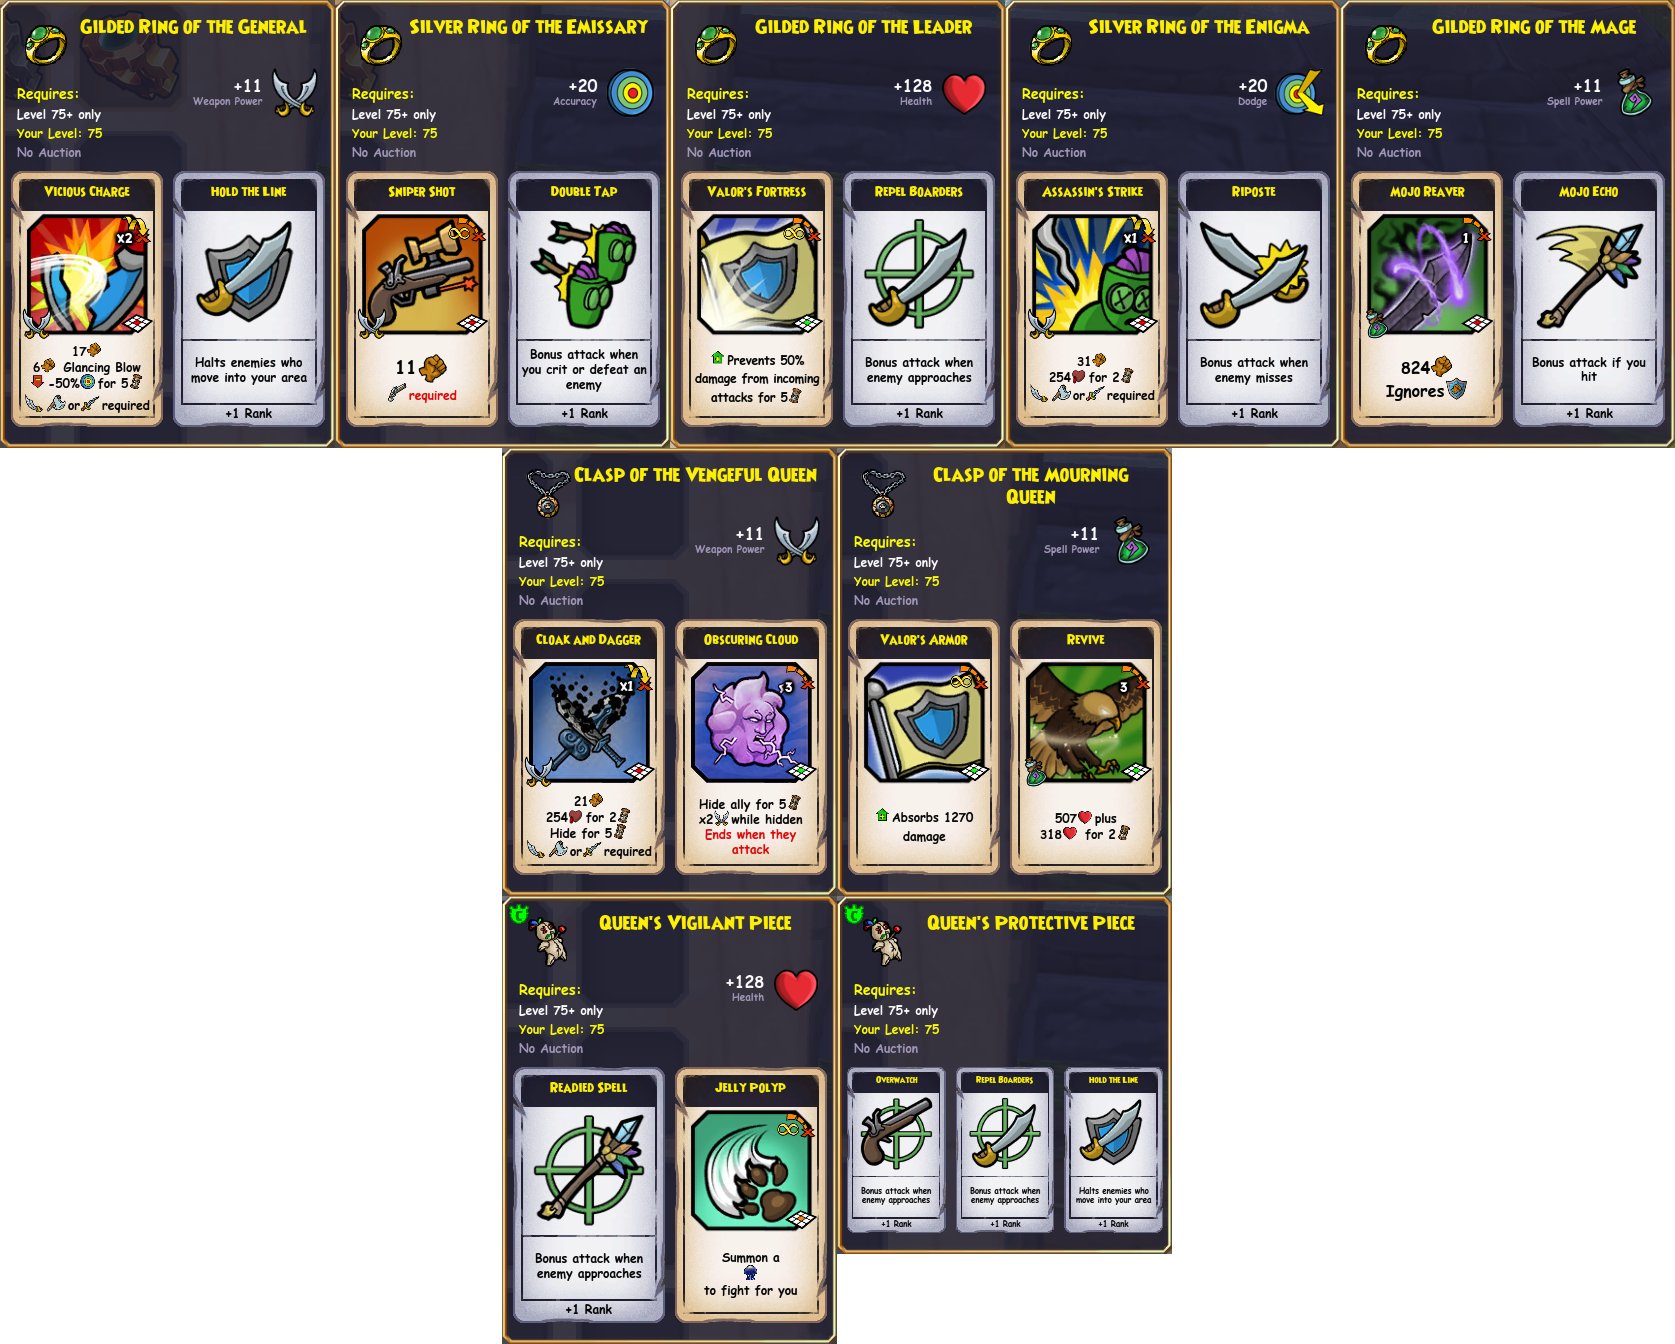 GILDED RING OF THE GENERAL
+11
Weapon Power
Requires:
Level 75+ only
Your Level: 75
No Auction
VICIOUS CHARGE
x2
17
6 Glancing Blow
-50% for 5
or required
HOLD THE LINE
Halts enemies who
move into your area
+1 Rank
SILVER RING OF THE EMISSARY
+20
Accuracy
Requires:
Level 75+ only
Your Level: 75
No Auction
SNIPER SHOT
11
required
DOUBLE TAP
Bonus attack when
you crit or defeat an
enemy
+1 Rank
GILDED RING OF THE LEADER
+128
Health
Requires:
Level 75+ only
Your Level: 75
No Auction
VALOR'S FORTRESS
Prevents 50%
damage from incoming
attacks for 5
REPEL BOARDERS
Bonus attack when
enemy approaches
+1 Rank
SILVER RING OF THE ENIGMA
+20
Dodge
Requires:
Level 75+ only
Your Level: 75
No Auction
ASSASSIN'S STRIKE
x1
31
254 for 2
or required
RIPOSTE
Bonus attack when
enemy misses
+1 Rank
GILDED RING OF THE MAGE
+11
Spell Power
Requires:
Level 75+ only
Your Level: 75
No Auction
MOJO REAVER
1
824
Ignores
MOJO ECHO
Bonus attack if you
hit
+1 Rank
CLASP OF THE VENGEFUL QUEEN
+11
Weapon Power
Requires:
Level 75+ only
Your Level: 75
No Auction
CLOAK AND DAGGER
x1
21
254 for 2
Hide for 5
or required
OBSCURING CLOUD
3
Hide ally for 5
x2 while hidden
Ends when they
attack
CLASP OF THE MOURNING
QUEEN
+11
Spell Power
Requires:
Level 75+ only
Your Level: 75
No Auction
VALOR'S ARMOR
Absorbs 1270
damage
REVIVE
3
507 plus
318 for 2
QUEEN'S VIGILANT PIECE
+128
Health
Requires:
Level 75+ only
Your Level: 75
No Auction
READIED SPELL
Bonus attack when
enemy approaches
+1 Rank
JELLY POLYP
Summon a
to fight for you
QUEEN'S PROTECTIVE PIECE
Requires:
Level 75+ only
Your Level: 75
No Auction
OVERWATCH
Bonus attack when
enemy approaches
+1 Rank
REPEL BOARDERS
Bonus attack when
enemy approaches
+1 Rank
HOLD THE LINE
Halts enemies who
move into your area
+1 Rank